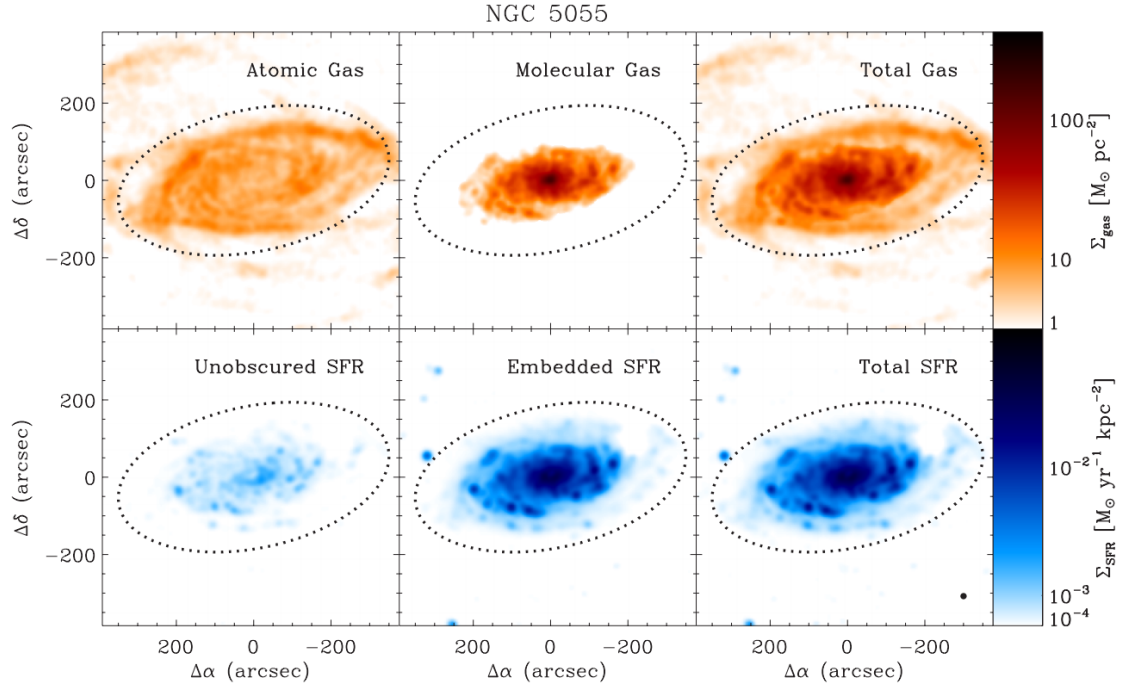 NGC 5055
Atomic Gas
Molecular Gas
Total Gas
200
0
-200
Δδ (arcsec)
100
10
1
Σgas [M⊙ pc⁻²]
Unobscured SFR
Embedded SFR
Total SFR
200
0
-200
Δδ (arcsec)
10⁻²
10⁻³
10⁻⁴
ΣSFR [M⊙ yr⁻¹ kpc⁻²]
200 0 -200
200 0 -200
200 0 -200
Δα (arcsec)
Δα (arcsec)
Δα (arcsec)